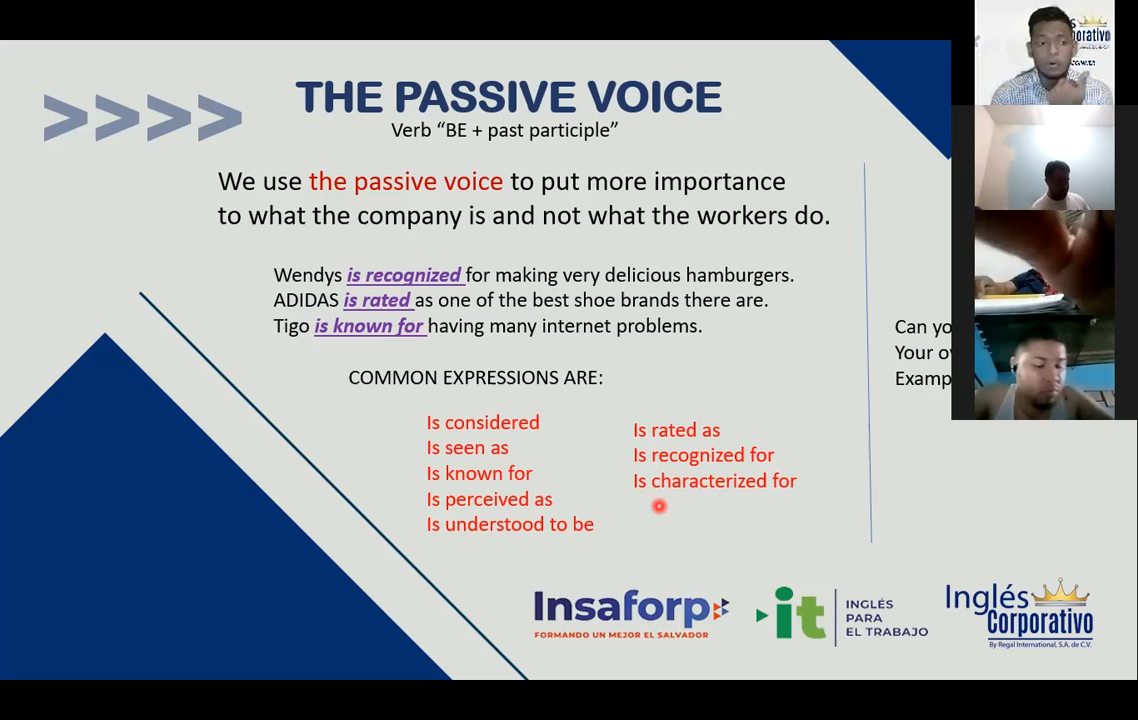 THE PASSIVE VOICE
Verb “BE + past participle”
We use the passive voice to put more importance
to what the company is and not what the workers do.
Wendys is recognized for making very delicious hamburgers.
ADIDAS is rated as one of the best shoe brands there are.
Tigo is known for having many internet problems.
COMMON EXPRESSIONS ARE:
Is considered
Is seen as
Is known for
Is perceived as
Is understood to be
Is rated as
Is recognized for
Is characterized for
Can
Your
Insaforp
FORMANDO UN MEJOR EL SALVADOR
it
INGLÉS
PARA
EL TRABAJO
Inglés
Corporativo
By Regal International, S.A. de C.V.